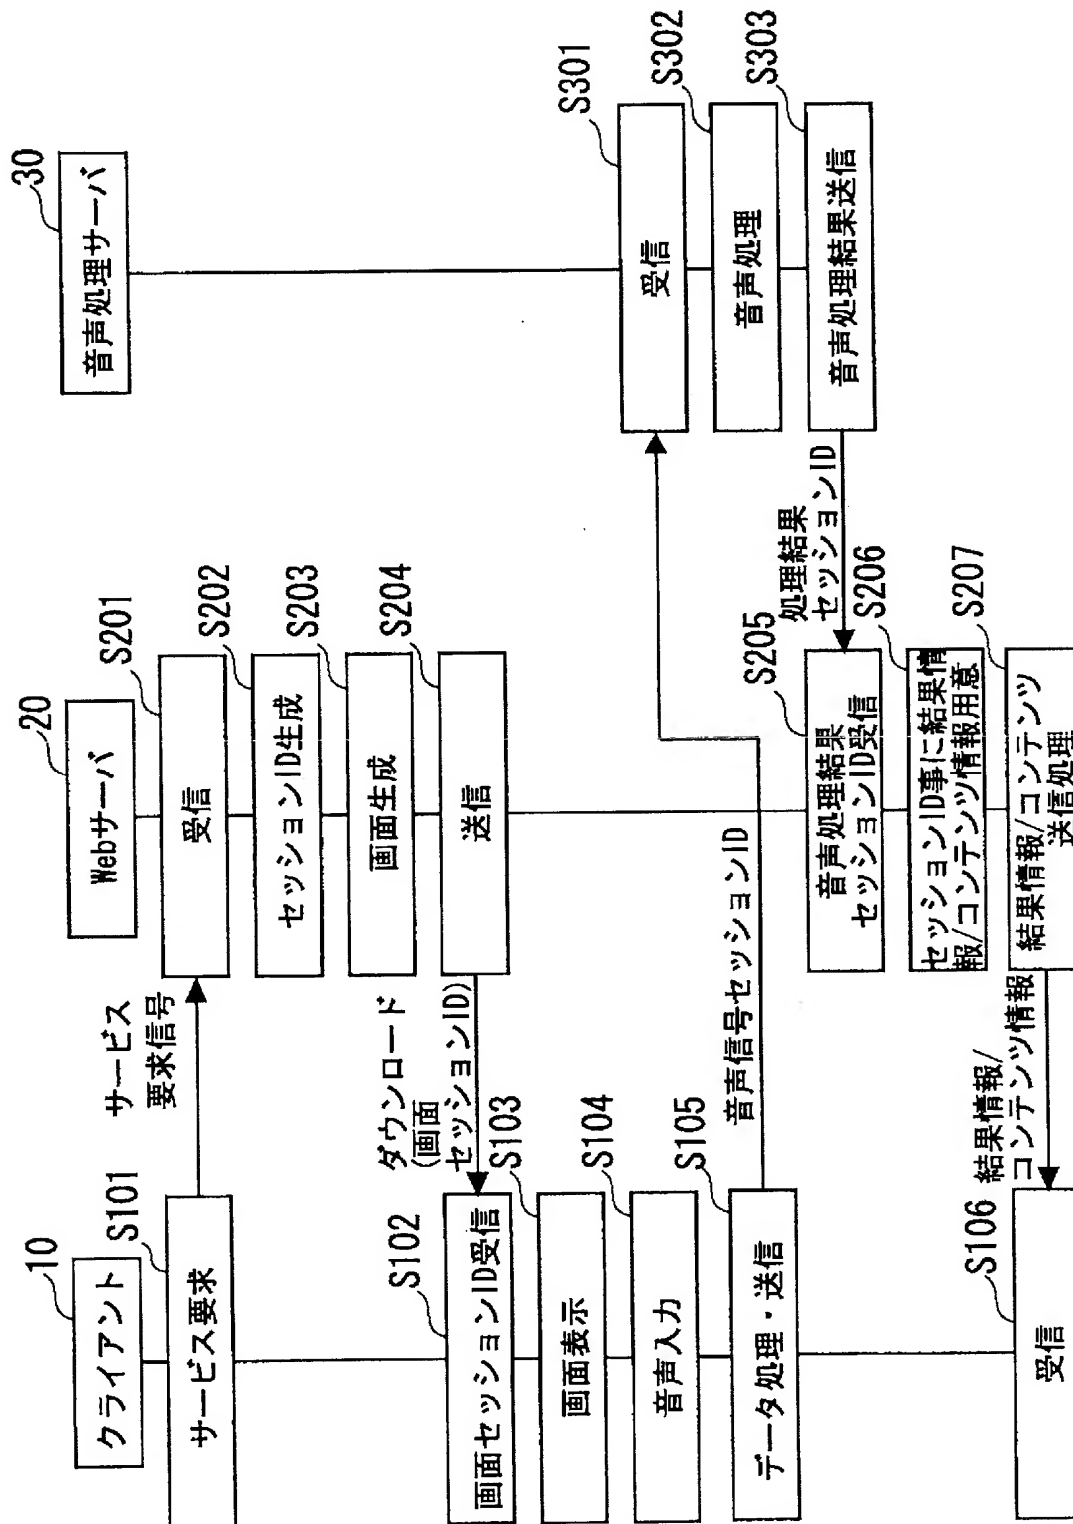 10
クライアント
S101
サービス要求
サービス
要求信号
20
Webサーバ
S201
受信
S202
セッションID生成
S203
画面生成
S204
送信
ダウンロード
(画面
セッションID)
S102
画面セッションID受信
S103
画面表示
S104
音声入力
S105
データ処理・送信
音声信号セッションID
30
音声処理サーバ
S301
受信
S302
音声処理
S303
音声処理結果送信
処理結果
セッションID
S205
音声処理結果
セッションID受信
S206
セッションID事に結果情
報/コンテンツ情報用意
S207
結果情報/コンテンツ
送信処理
結果情報/
コンテンツ情報
S106
受信